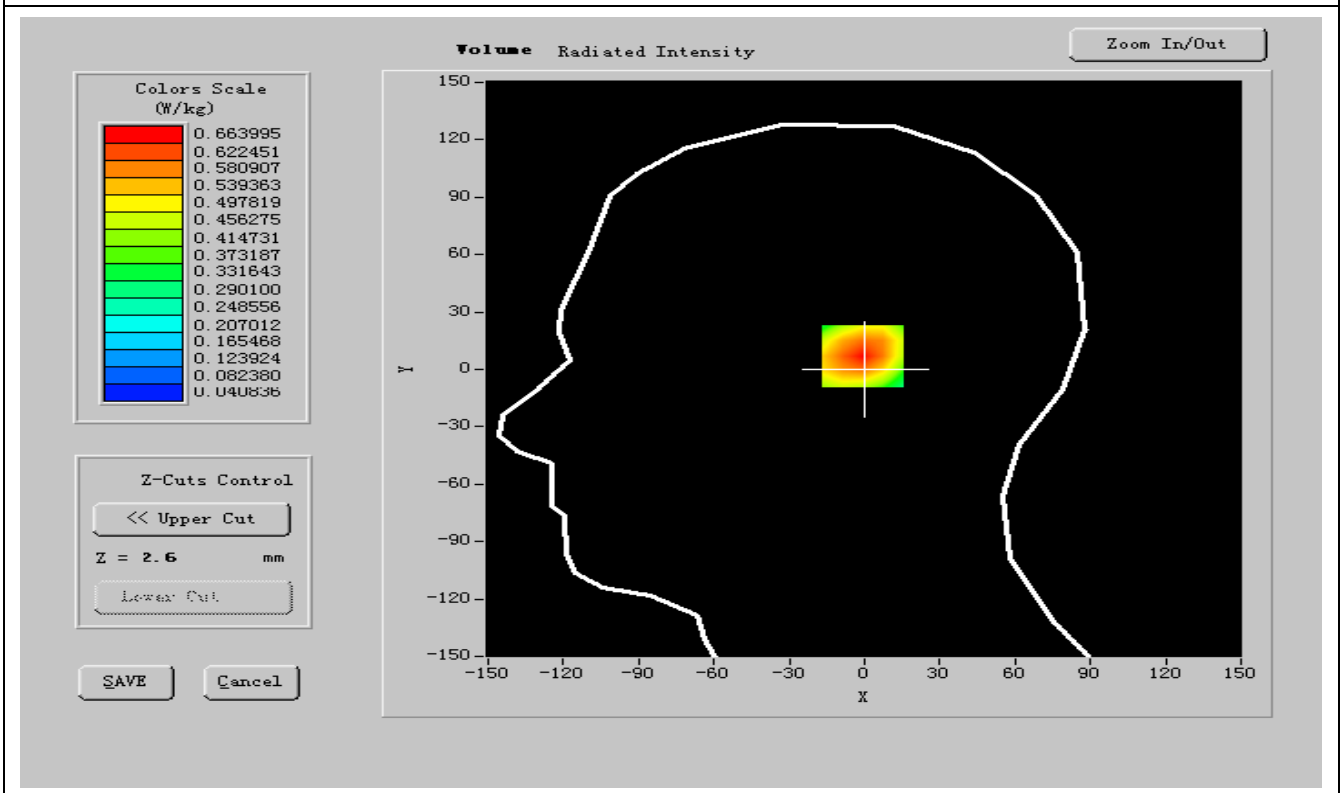 Volume Radiated Intensity
Zoom In/Out
Colors Scale
(W/kg)
0.663995
0.622451
0.580907
0.539363
0.497819
0.456275
0.414731
0.373187
0.331643
0.290100
0.248556
0.207012
0.165468
0.123924
0.082380
0.040836
Z-Cuts Control
<< Upper Cut
Z = 2.6 mm
Lower Cut
SAVE
Cancel
150
120
90
60
30
0
-30
-60
-90
-120
-150
Y
-150 -120 -90 -60 -30 0 30 60 90 120 150
X